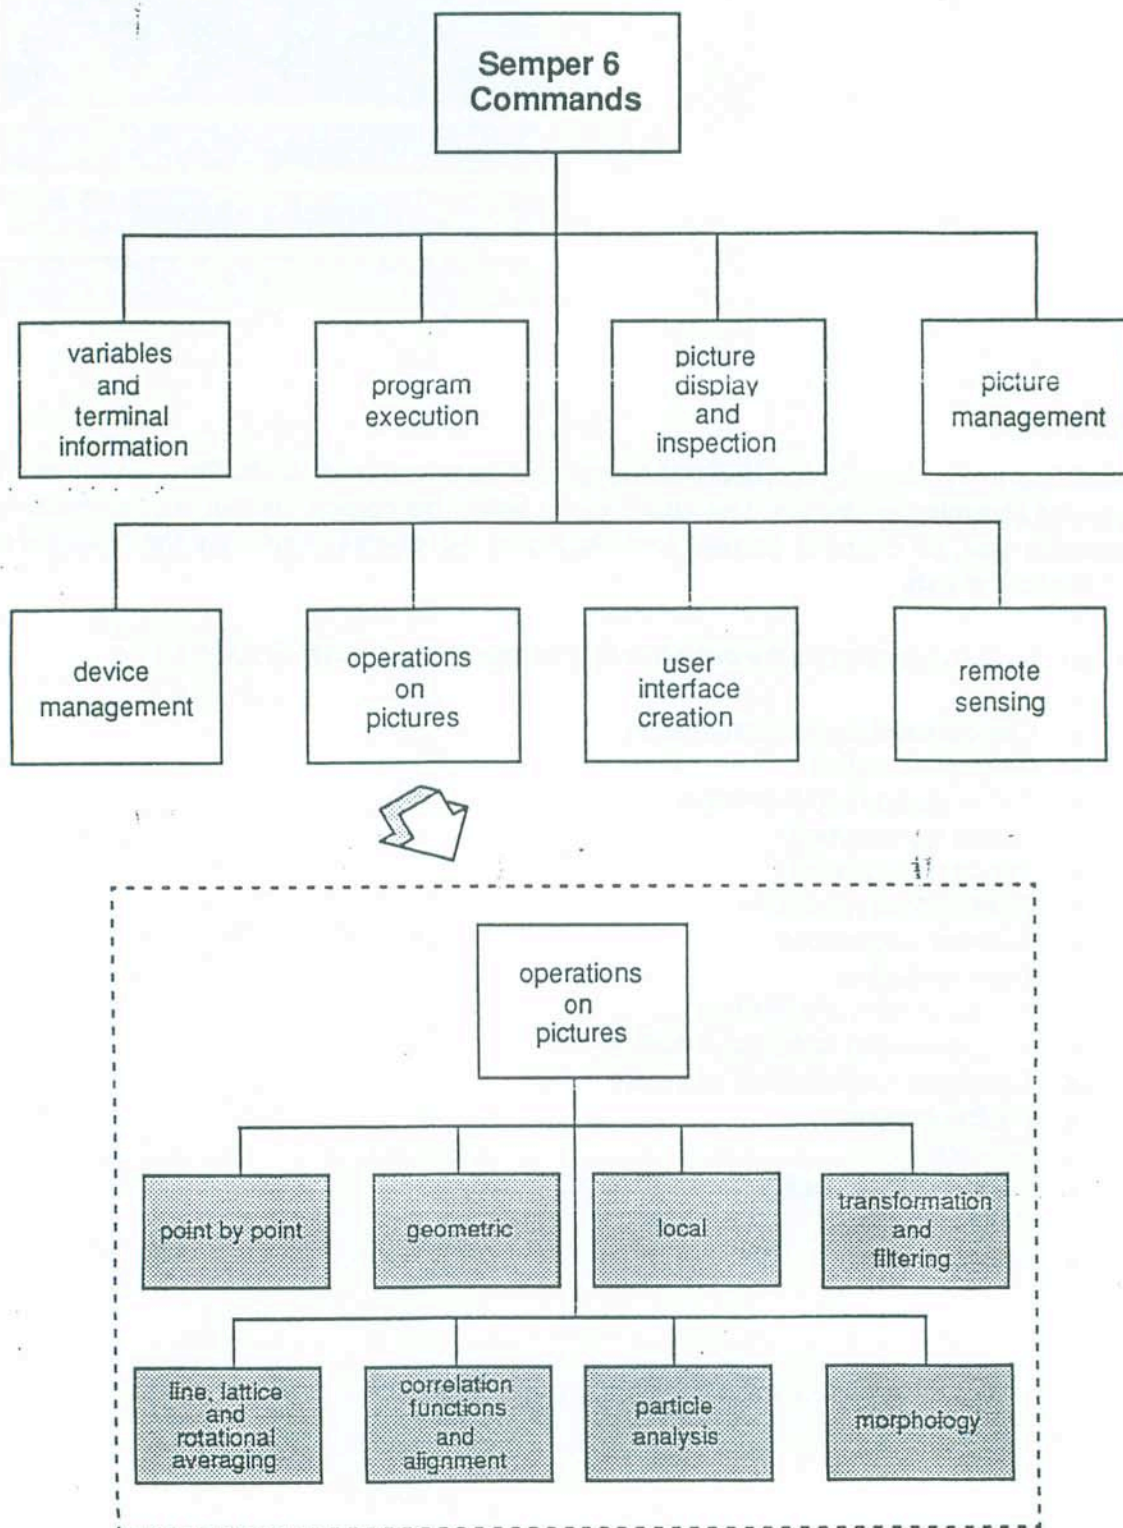 Semper 6
Commands
variables
and
terminal
information
program
execution
picture
display
and
inspection
picture
management
device
management
operations
on
pictures
user
interface
creation
remote
sensing
operations
on
pictures
point by point
geometric
local
transformation
and
filtering
line, lattice
and
rotational
averaging
correlation
functions
and
alignment
particle
analysis
morphology